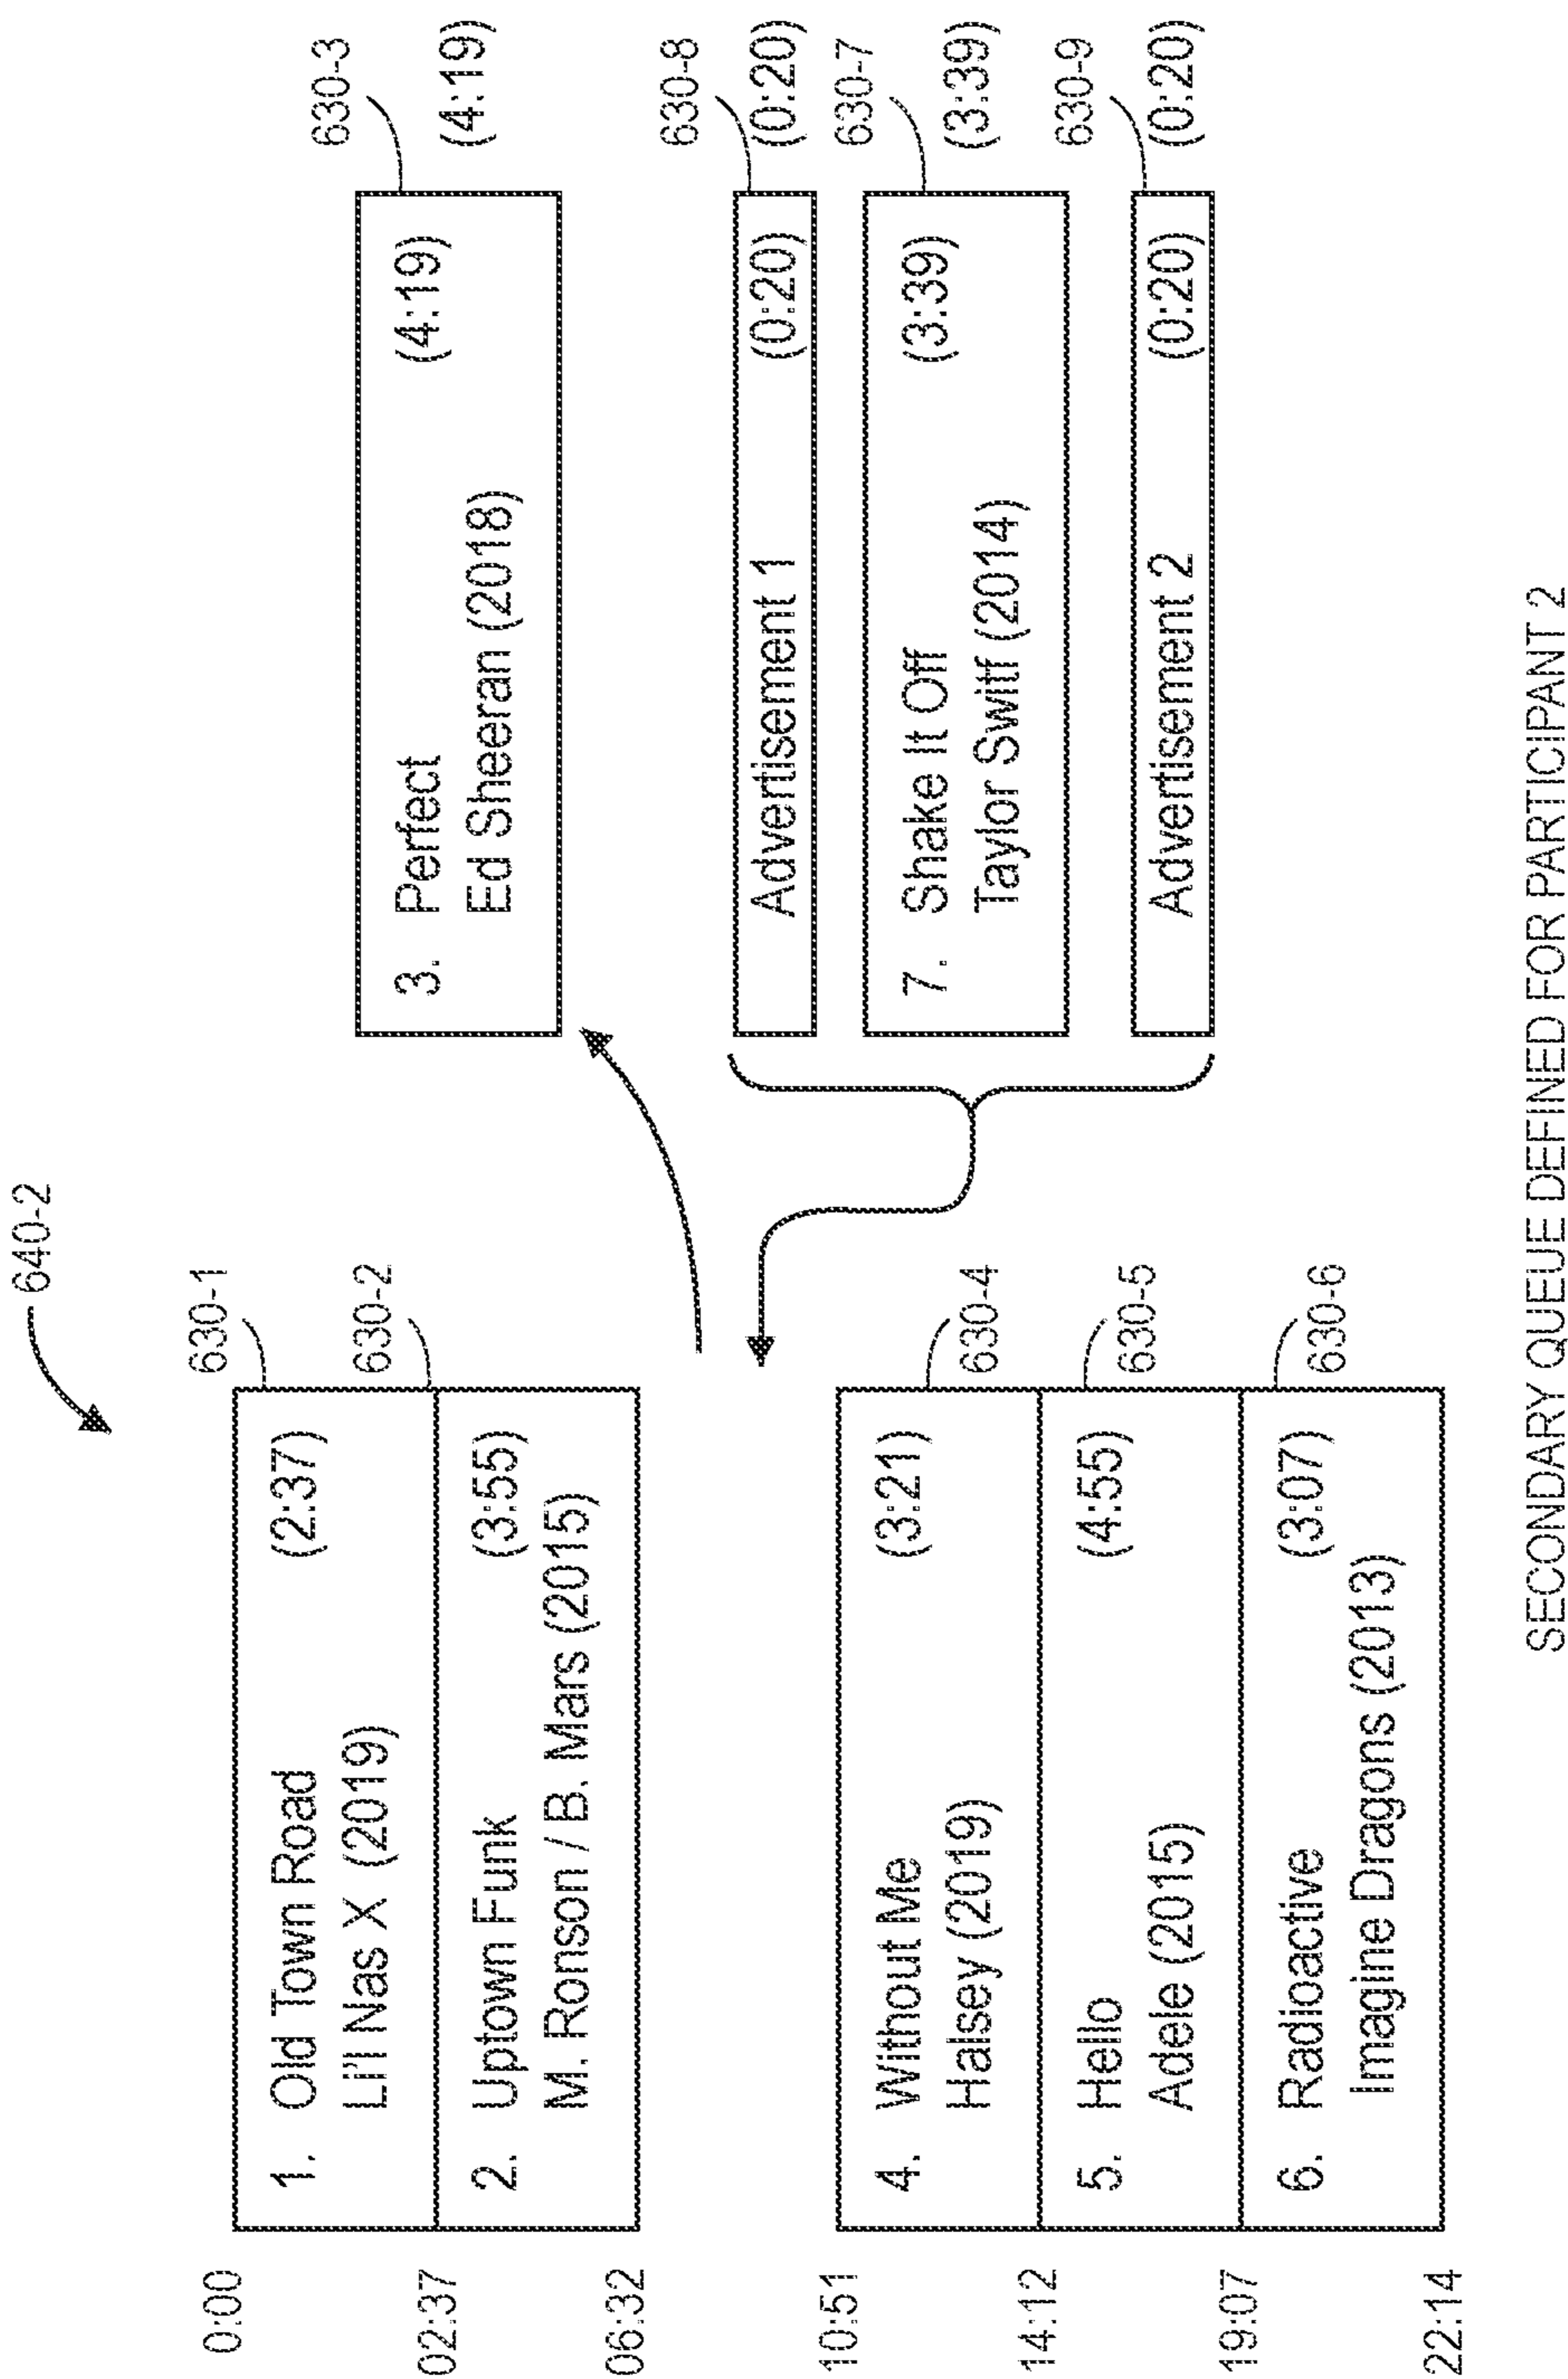 640-2
0:00
1. Old Town Road (2:37)
Li'l Nas X (2019)
630-1
02:37
2. Uptown Funk (3:55)
M. Ronson / B. Mars (2015)
630-2
06:32
10:51
4. Without Me (3:21)
Halsey (2019)
630-4
14:12
5. Hello (4:55)
Adele (2015)
630-5
19:07
6. Radioactive (3:07)
Imagine Dragons (2013)
630-6
22:14
630-3
3. Perfect (4:19) (4:19)
Ed Sheeran (2018)
630-8
Advertisement 1 (0:20) (0:20)
630-7
7. Shake It Off (3:39) (3:39)
Taylor Switf (2014)
630-9
Advertisement 2 (0:20) (0:20)
SECONDARY QUEUE DEFINED FOR PARTICIPANT 2